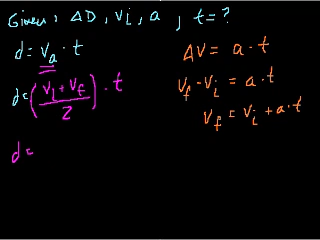 Given: ΔD, vi, a, t=?
d = va · t
d = (vi + vf / 2) · t
d =
ΔV = a · t
vf - vi = a · t
vf = vi + a · t